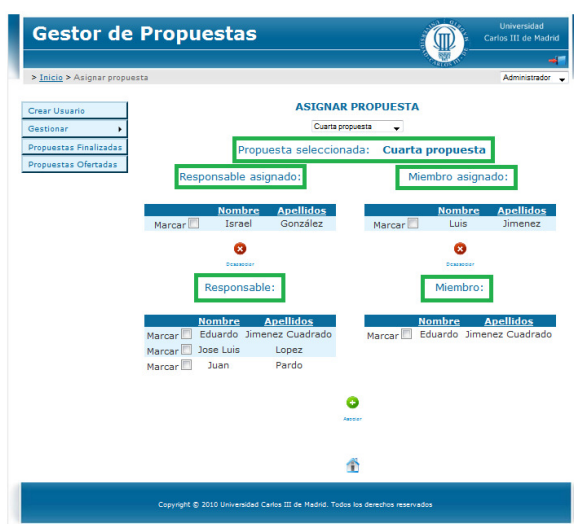 Gestor de Propuestas
Universidad
Carlos III de Madrid
> Inicio > Asignar propuesta
Administrador
Crear Usuario
Gestionar
Propuestas Finalizadas
Propuestas Ofertadas
ASIGNAR PROPUESTA
Cuarta propuesta
Propuesta seleccionada: Cuarta propuesta
Responsable asignado:
Nombre Apellidos
Marcar Israel González
Desasociar
Miembro asignado:
Nombre Apellidos
Marcar Luis Jimenez
Desasociar
Responsable:
Nombre Apellidos
Marcar Eduardo Jimenez Cuadrado
Marcar Jose Luis Lopez
Marcar Juan Pardo
Miembro:
Nombre Apellidos
Marcar Eduardo Jimenez Cuadrado
Asociar
Copyright © 2010 Universidad Carlos III de Madrid. Todos los derechos reservados